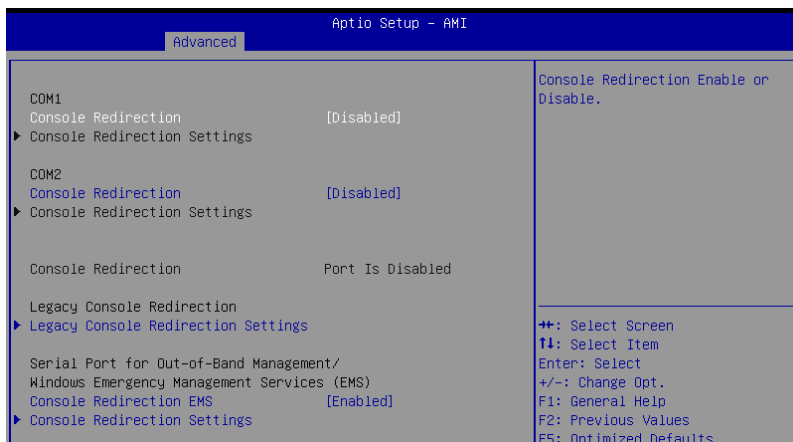 Aptio Setup – AMI
Advanced
COM1
Console Redirection [Disabled]
Console Redirection Settings
COM2
Console Redirection [Disabled]
Console Redirection Settings
Console Redirection Port Is Disabled
Legacy Console Redirection
Legacy Console Redirection Settings
Serial Port for Out-of-Band Management/
Windows Emergency Management Services (EMS)
Console Redirection EMS [Enabled]
Console Redirection Settings
Console Redirection Enable or
Disable.
→←: Select Screen
↑↓: Select Item
Enter: Select
+/-: Change Opt.
F1: General Help
F2: Previous Values
F5: Optimized Defaults